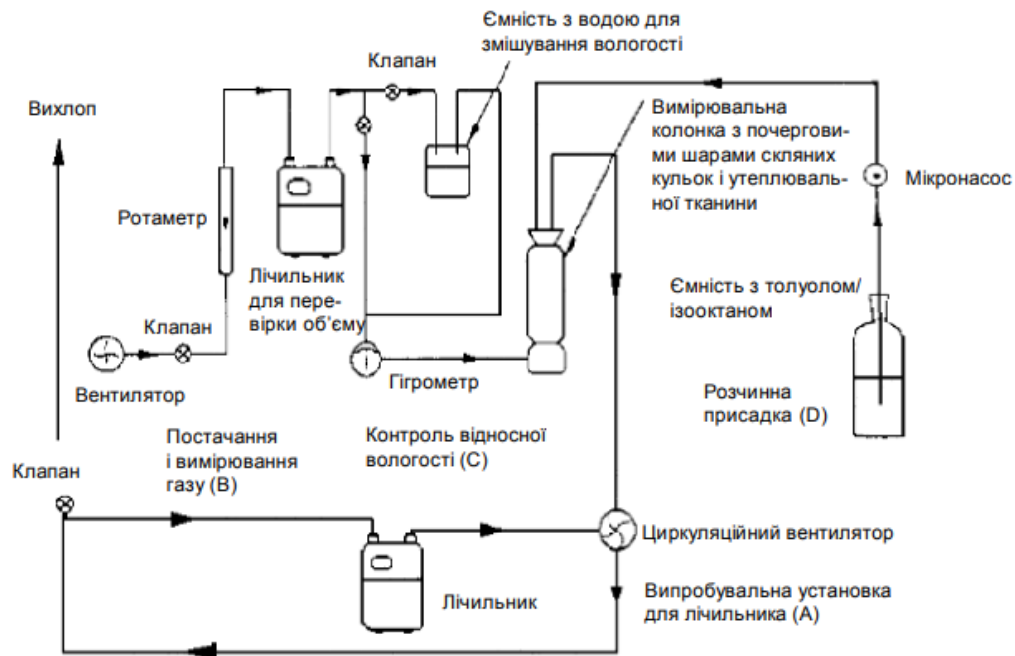 Ємність з водою для
змішування вологості
Клапан
Вихлоп
Вимірювальна
колонка з почергови-
ми шарами скляних
кульок і утеплюваль-
ної тканини
Мікронасос
Ротаметр
Лічильник
для пере-
вірки об’єму
Ємність з толуолом/
ізооктаном
Клапан
Вентилятор
Гігрометр
Розчинна
присадка (D)
Постачання
і вимірювання
газу (B)
Контроль відносної
вологості (C)
Клапан
Циркуляційний вентилятор
Лічильник
Випробувальна установка
для лічильника (A)